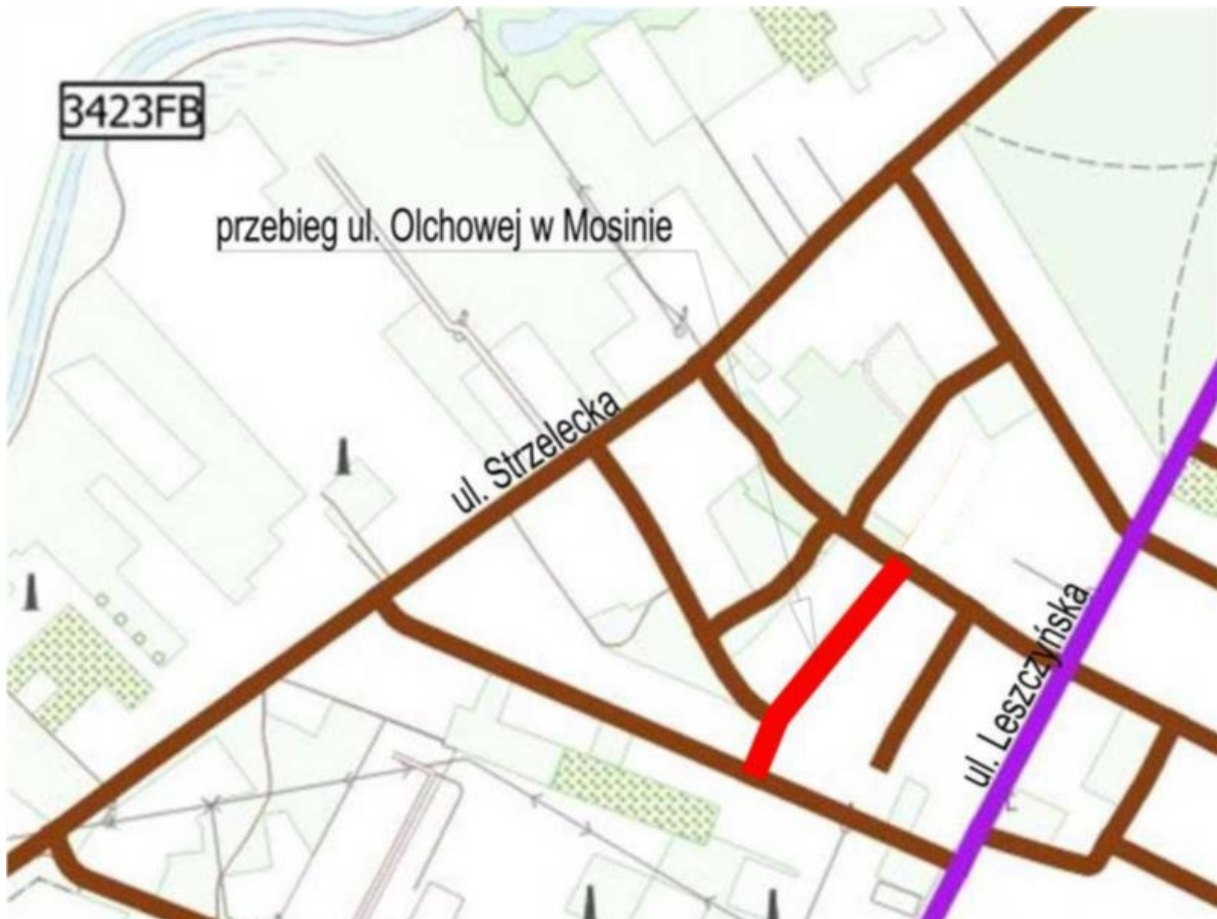 3423FB
przebieg ul. Olchowej w Mosinie
ul. Strzelecka
ul. Leszczyńska